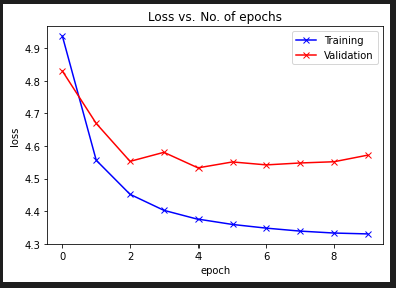 Loss vs. No. of epochs
Training
Validation
4.9
4.8
4.7
4.6
4.5
4.4
4.3
loss
0 2 4 6 8
epoch